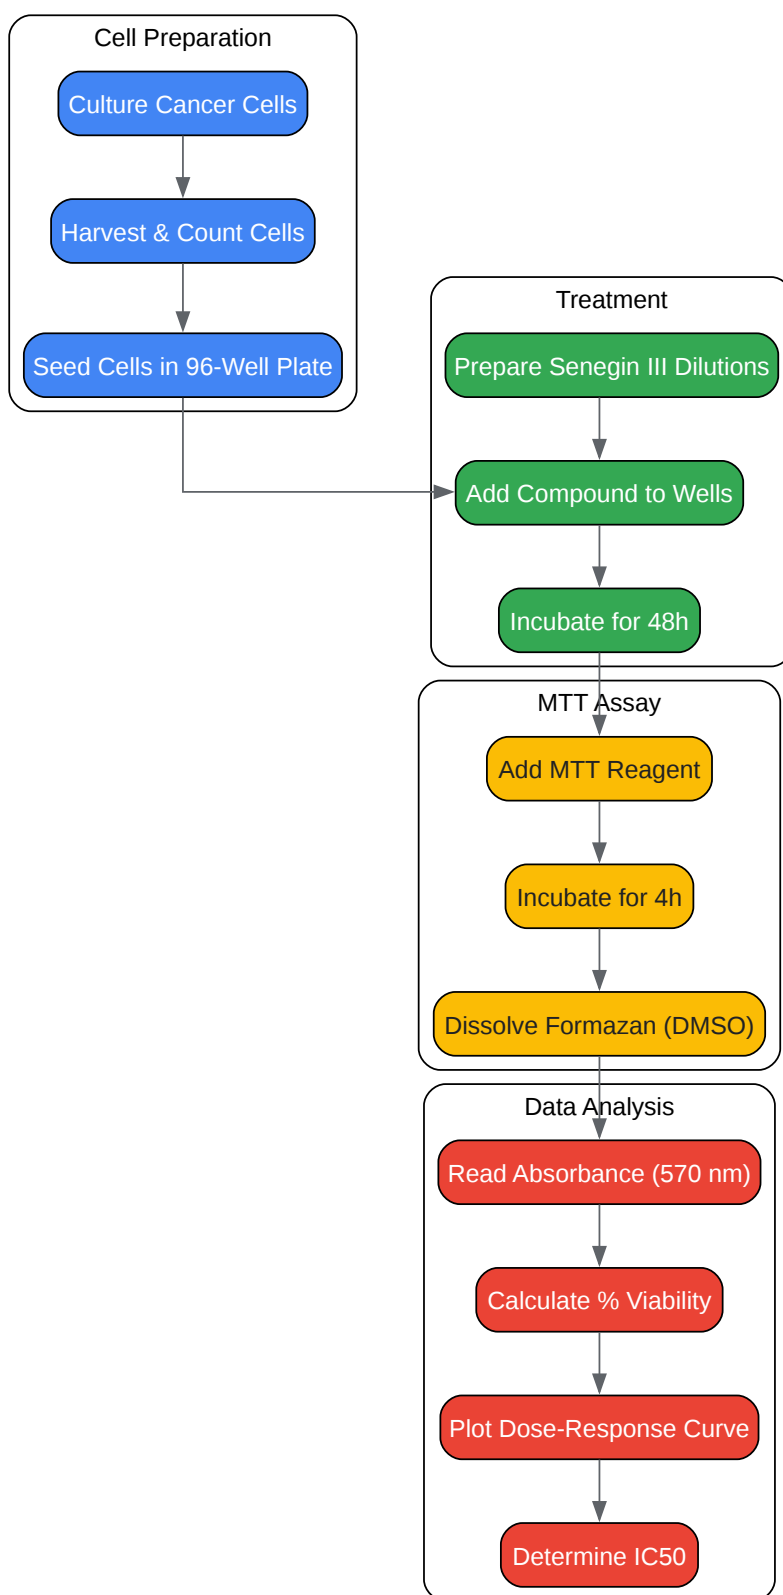 Cell Preparation
Culture Cancer Cells
Harvest & Count Cells
Seed Cells in 96-Well Plate
Treatment
Prepare Senegin III Dilutions
Add Compound to Wells
Incubate for 48h
MTT Assay
Add MTT Reagent
Incubate for 4h
Dissolve Formazan (DMSO)
Data Analysis
Read Absorbance (570 nm)
Calculate % Viability
Plot Dose-Response Curve
Determine IC50